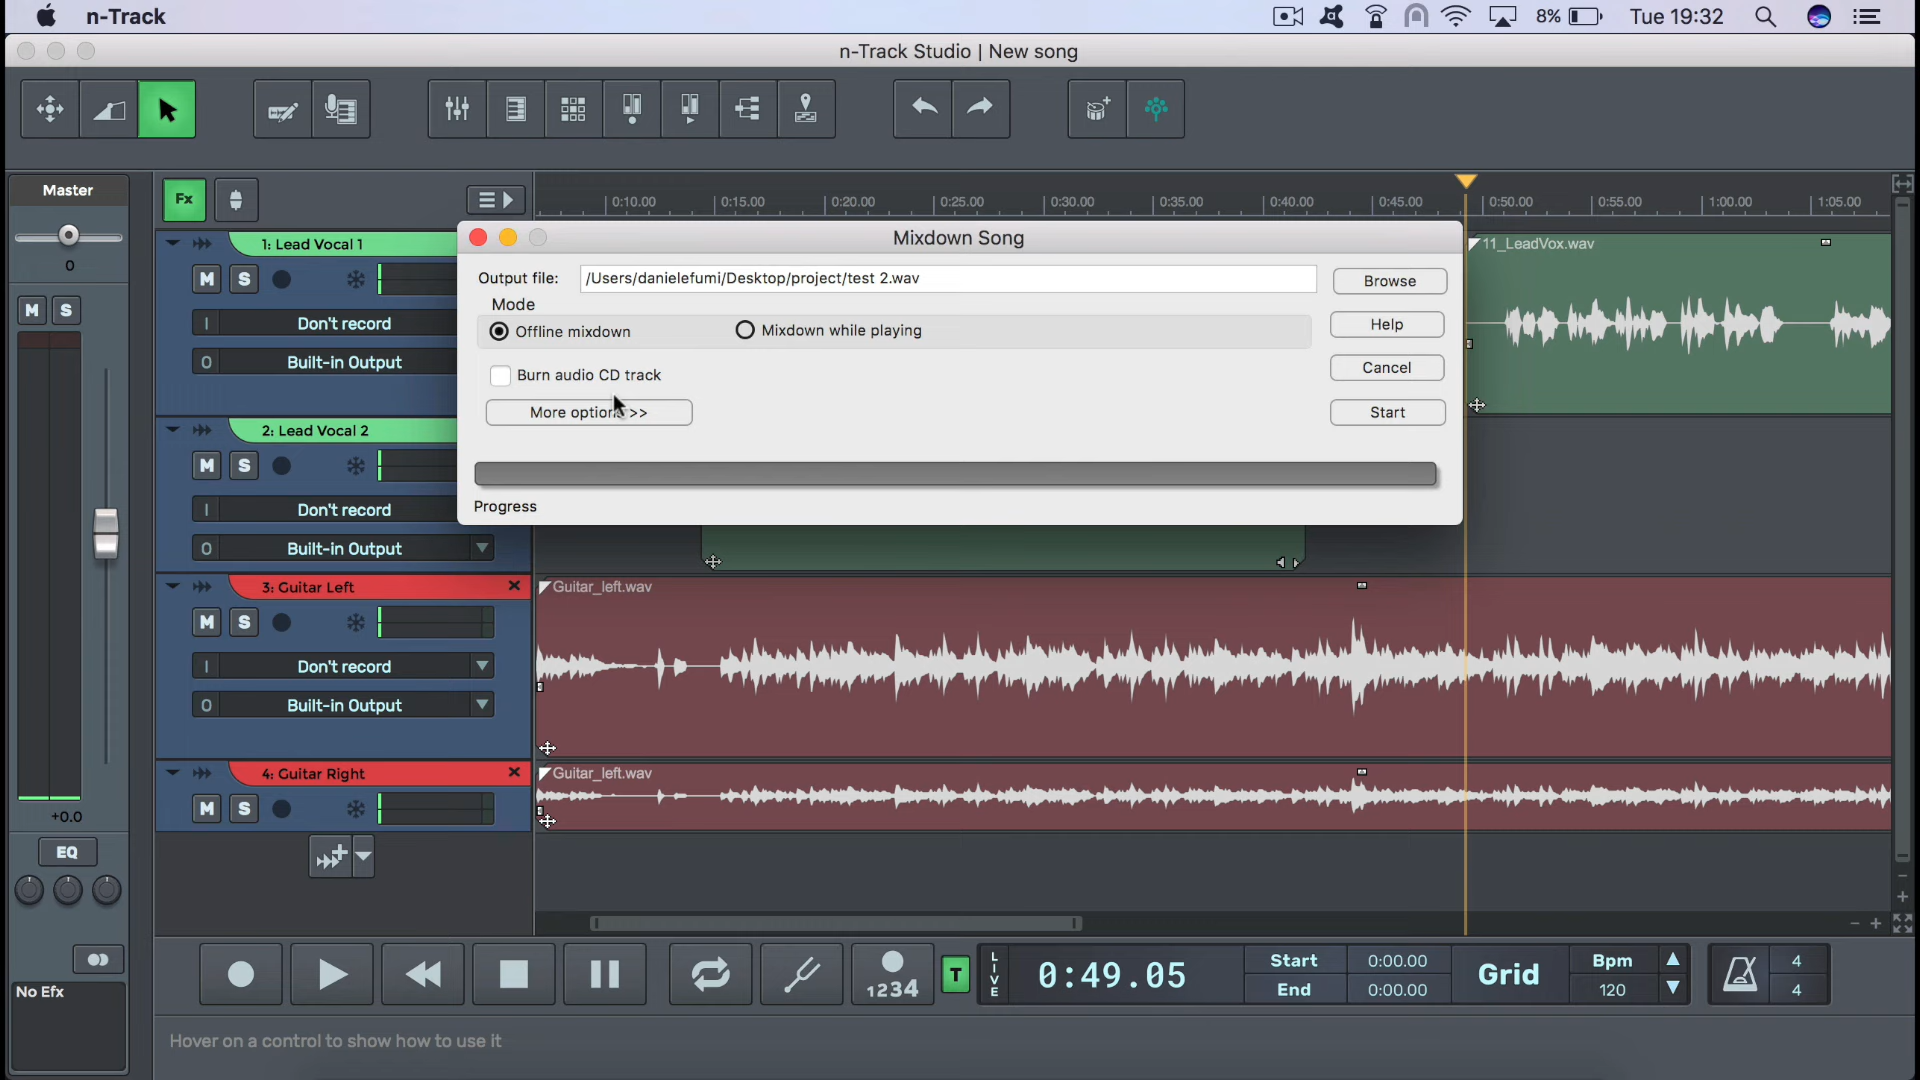 n-Track
8%
Tue 19:32
n-Track Studio | New song
Master
Fx
0:10.00
0:15.00
0:20.00
0:25.00
0:30.00
0:35.00
0:40.00
0:45.00
0:50.00
0:55.00
1:00.00
1:05.00
0
M
S
+0.0
EQ
No Efx
1: Lead Vocal 1
M
S
I
Don't record
O
Built-in Output
11_LeadVox.wav
Mixdown Song
Output file:
/Users/danielefumi/Desktop/project/test 2.wav
Browse
Mode
Offline mixdown
Mixdown while playing
Help
Burn audio CD track
Cancel
More options >>
Start
Progress
2: Lead Vocal 2
M
S
I
Don't record
O
Built-in Output
3: Guitar Left
M
S
I
Don't record
O
Built-in Output
Guitar_left.wav
4: Guitar Right
M
S
Guitar_left.wav
1234
T
LIVE
0:49.05
Start
0:00.00
End
0:00.00
Grid
Bpm
120
4
4
Hover on a control to show how to use it